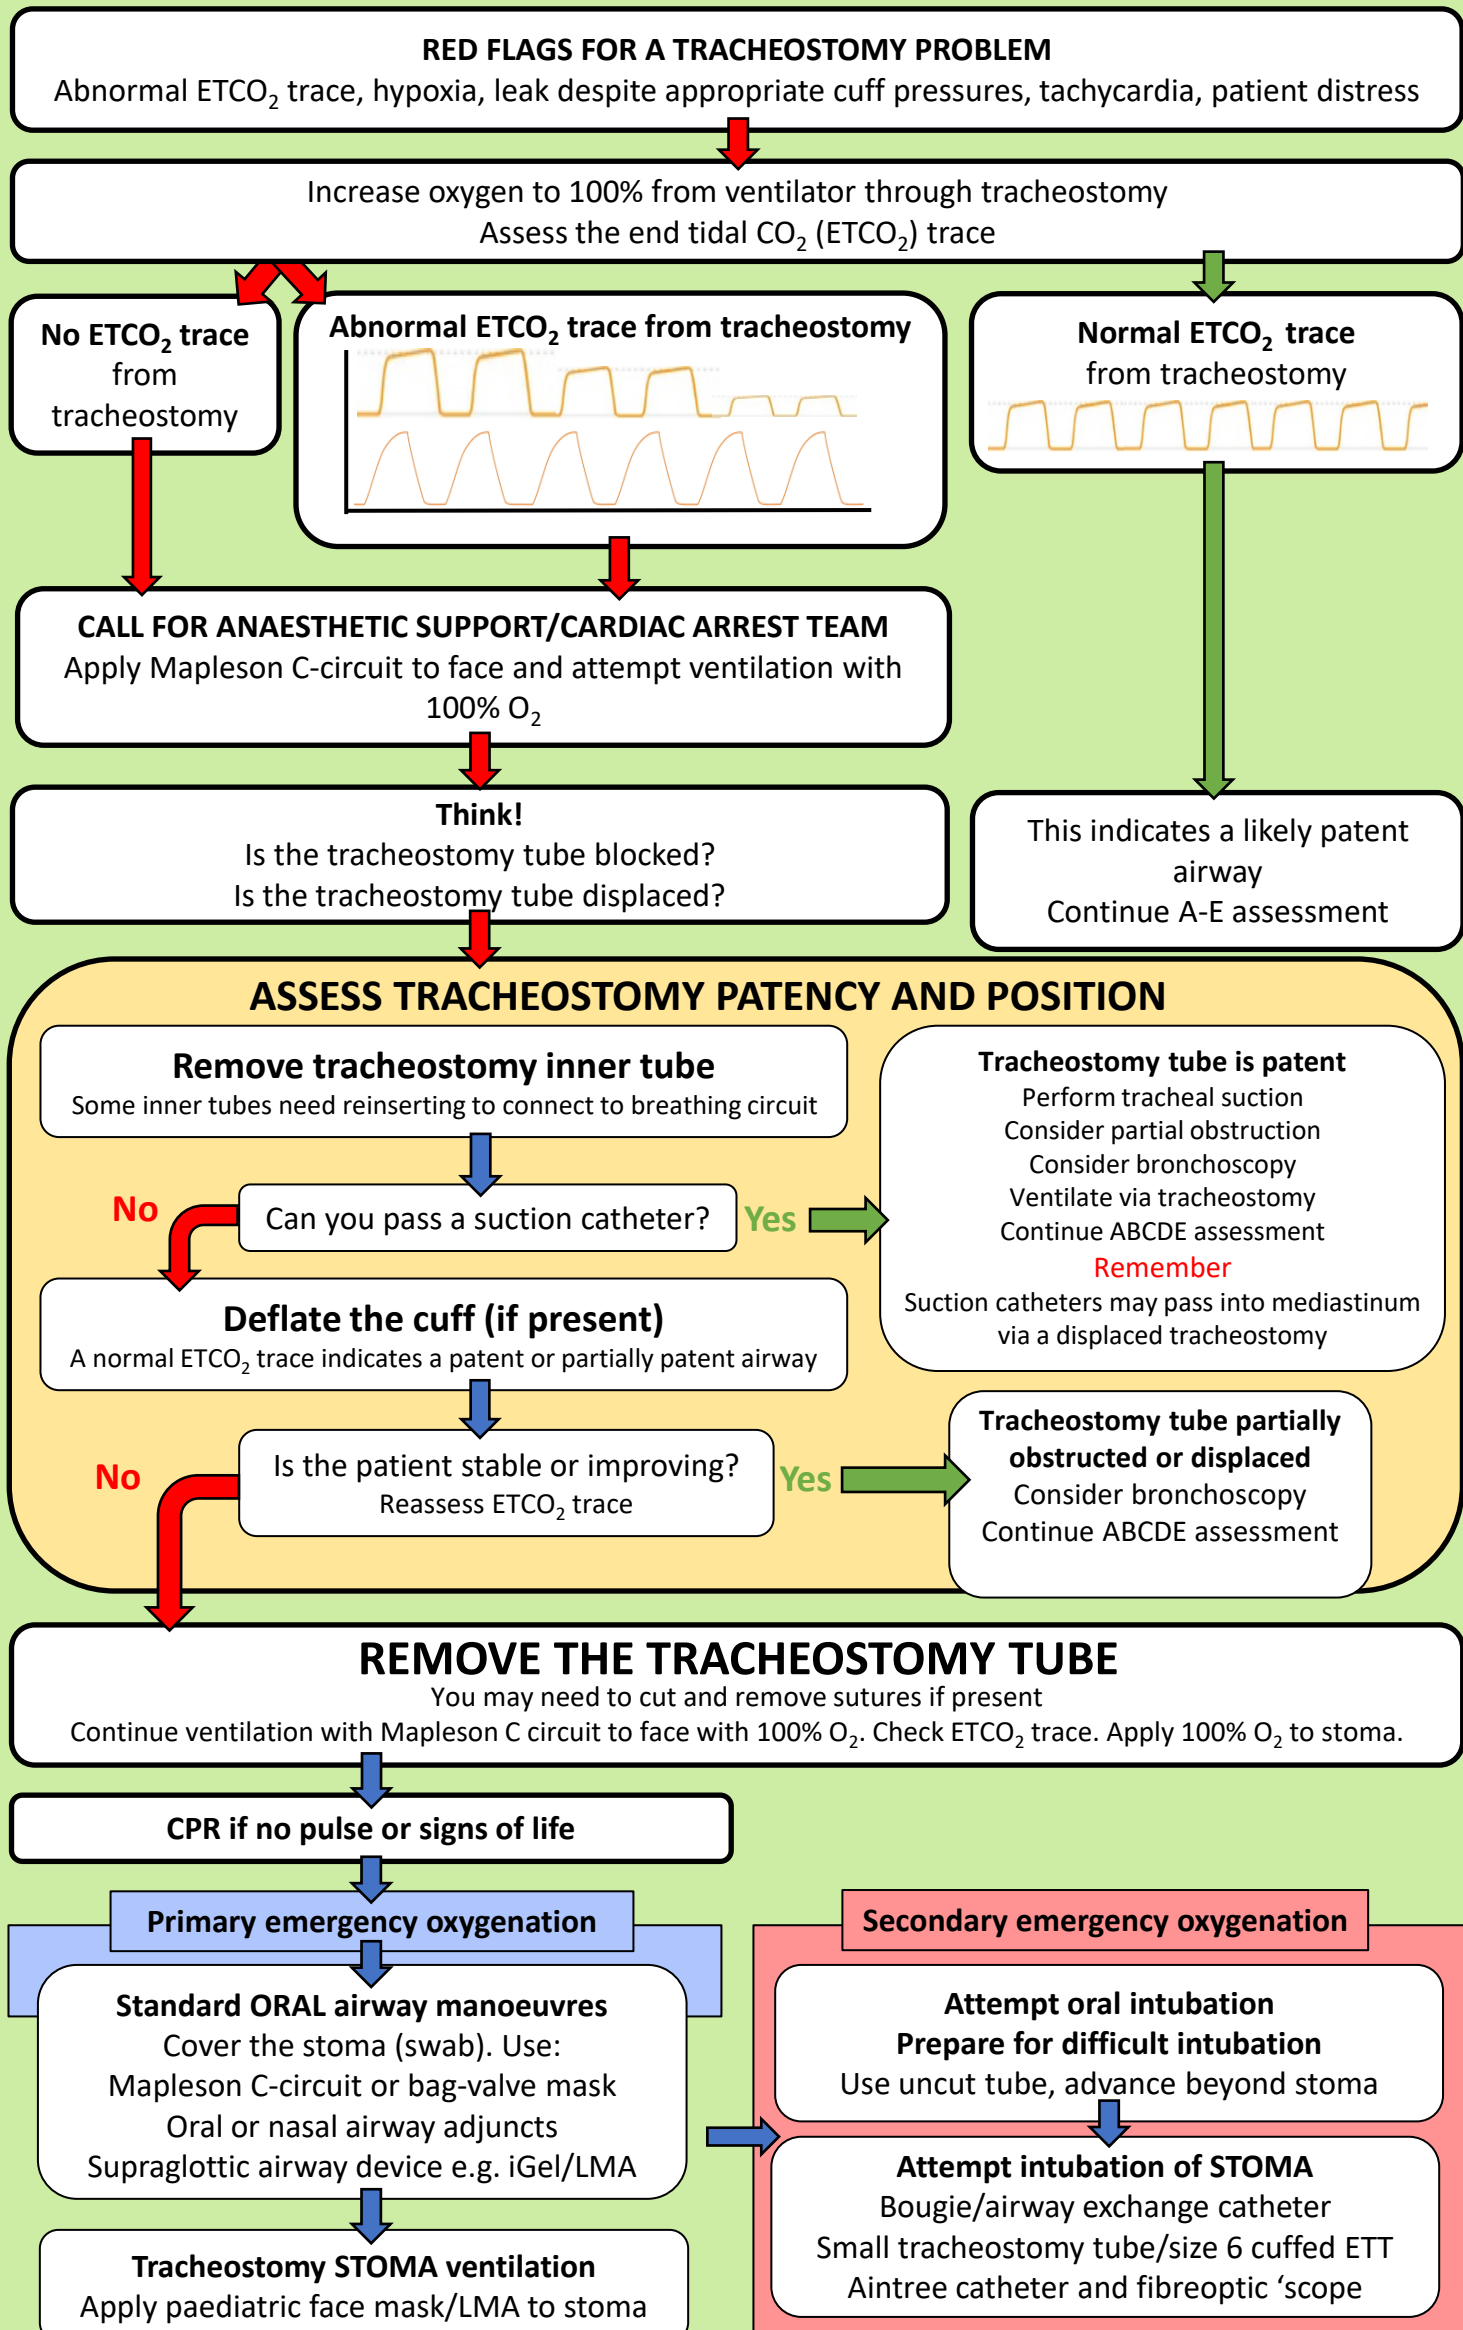 RED FLAGS FOR A TRACHEOSTOMY PROBLEM
Abnormal ETCO₂ trace, hypoxia, leak despite appropriate cuff pressures, tachycardia, patient distress
Increase oxygen to 100% from ventilator through tracheostomy
Assess the end tidal CO₂ (ETCO₂) trace
No ETCO₂ trace
from
tracheostomy
Abnormal ETCO₂ trace from tracheostomy
Normal ETCO₂ trace
from tracheostomy
CALL FOR ANAESTHETIC SUPPORT/CARDIAC ARREST TEAM
Apply Mapleson C-circuit to face and attempt ventilation with
100% O₂
Think!
Is the tracheostomy tube blocked?
Is the tracheostomy tube displaced?
This indicates a likely patent
airway
Continue A-E assessment
ASSESS TRACHEOSTOMY PATENCY AND POSITION
Remove tracheostomy inner tube
Some inner tubes need reinserting to connect to breathing circuit
Can you pass a suction catheter?
No
Yes
Tracheostomy tube is patent
Perform tracheal suction
Consider partial obstruction
Consider bronchoscopy
Ventilate via tracheostomy
Continue ABCDE assessment
Remember
Suction catheters may pass into mediastinum
via a displaced tracheostomy
Deflate the cuff (if present)
A normal ETCO₂ trace indicates a patent or partially patent airway
Is the patient stable or improving?
Reassess ETCO₂ trace
No
Yes
Tracheostomy tube partially
obstructed or displaced
Consider bronchoscopy
Continue ABCDE assessment
REMOVE THE TRACHEOSTOMY TUBE
You may need to cut and remove sutures if present
Continue ventilation with Mapleson C circuit to face with 100% O₂. Check ETCO₂ trace. Apply 100% O₂ to stoma.
CPR if no pulse or signs of life
Primary emergency oxygenation
Standard ORAL airway manoeuvres
Cover the stoma (swab). Use:
Mapleson C-circuit or bag-valve mask
Oral or nasal airway adjuncts
Supraglottic airway device e.g. iGel/LMA
Tracheostomy STOMA ventilation
Apply paediatric face mask/LMA to stoma
Secondary emergency oxygenation
Attempt oral intubation
Prepare for difficult intubation
Use uncut tube, advance beyond stoma
Attempt intubation of STOMA
Bougie/airway exchange catheter
Small tracheostomy tube/size 6 cuffed ETT
Aintree catheter and fibreoptic ‘scope